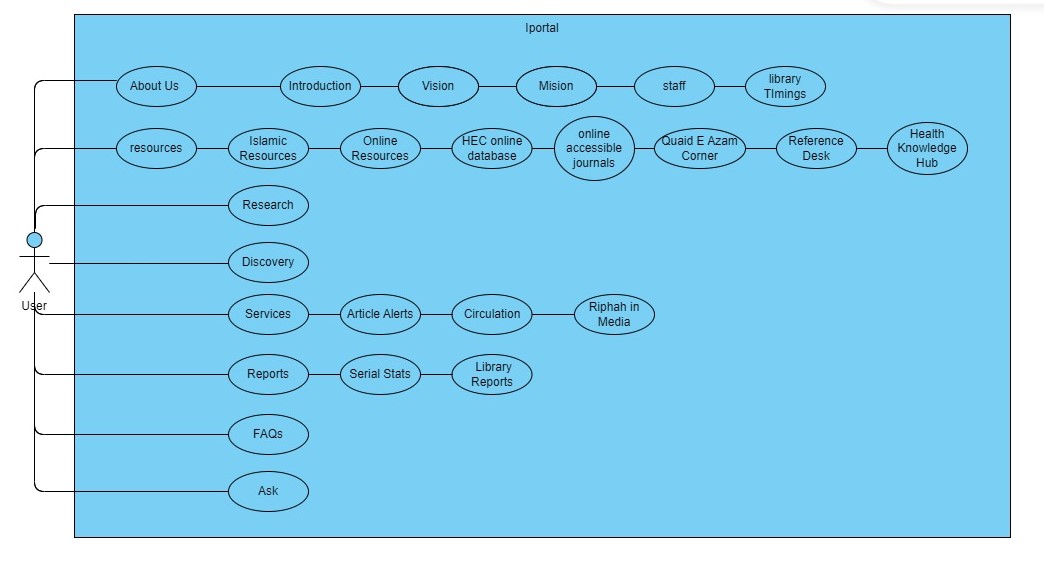 Iportal
About Us
Introduction
Vision
Mision
staff
library
TImings
resources
Islamic
Resources
Online
Resources
HEC online
database
online
accessible
journals
Quaid E Azam
Corner
Reference
Desk
Health
Knowledge
Hub
Research
Discovery
User
Services
Article Alerts
Circulation
Riphah in
Media
Reports
Serial Stats
Library
Reports
FAQs
Ask